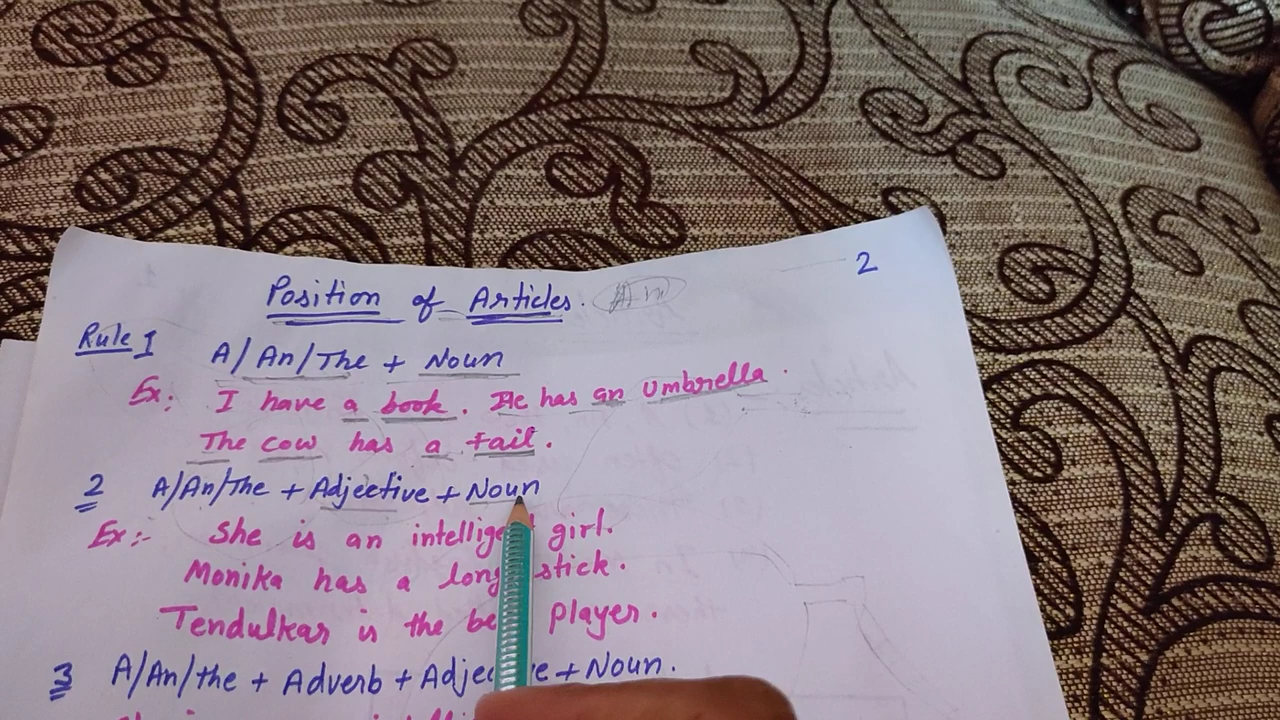 2
Position of Articles.
Rule 1 A/An/The + Noun
Ex: I have a book. He has an Umbrella.
The cow has a tail.
2 A/An/The + Adjective + Noun
Ex:- She is an girl.
Monika has a long stick.
Tendulkar is the Player.
3 A/An/the + Adverb + + Noun.